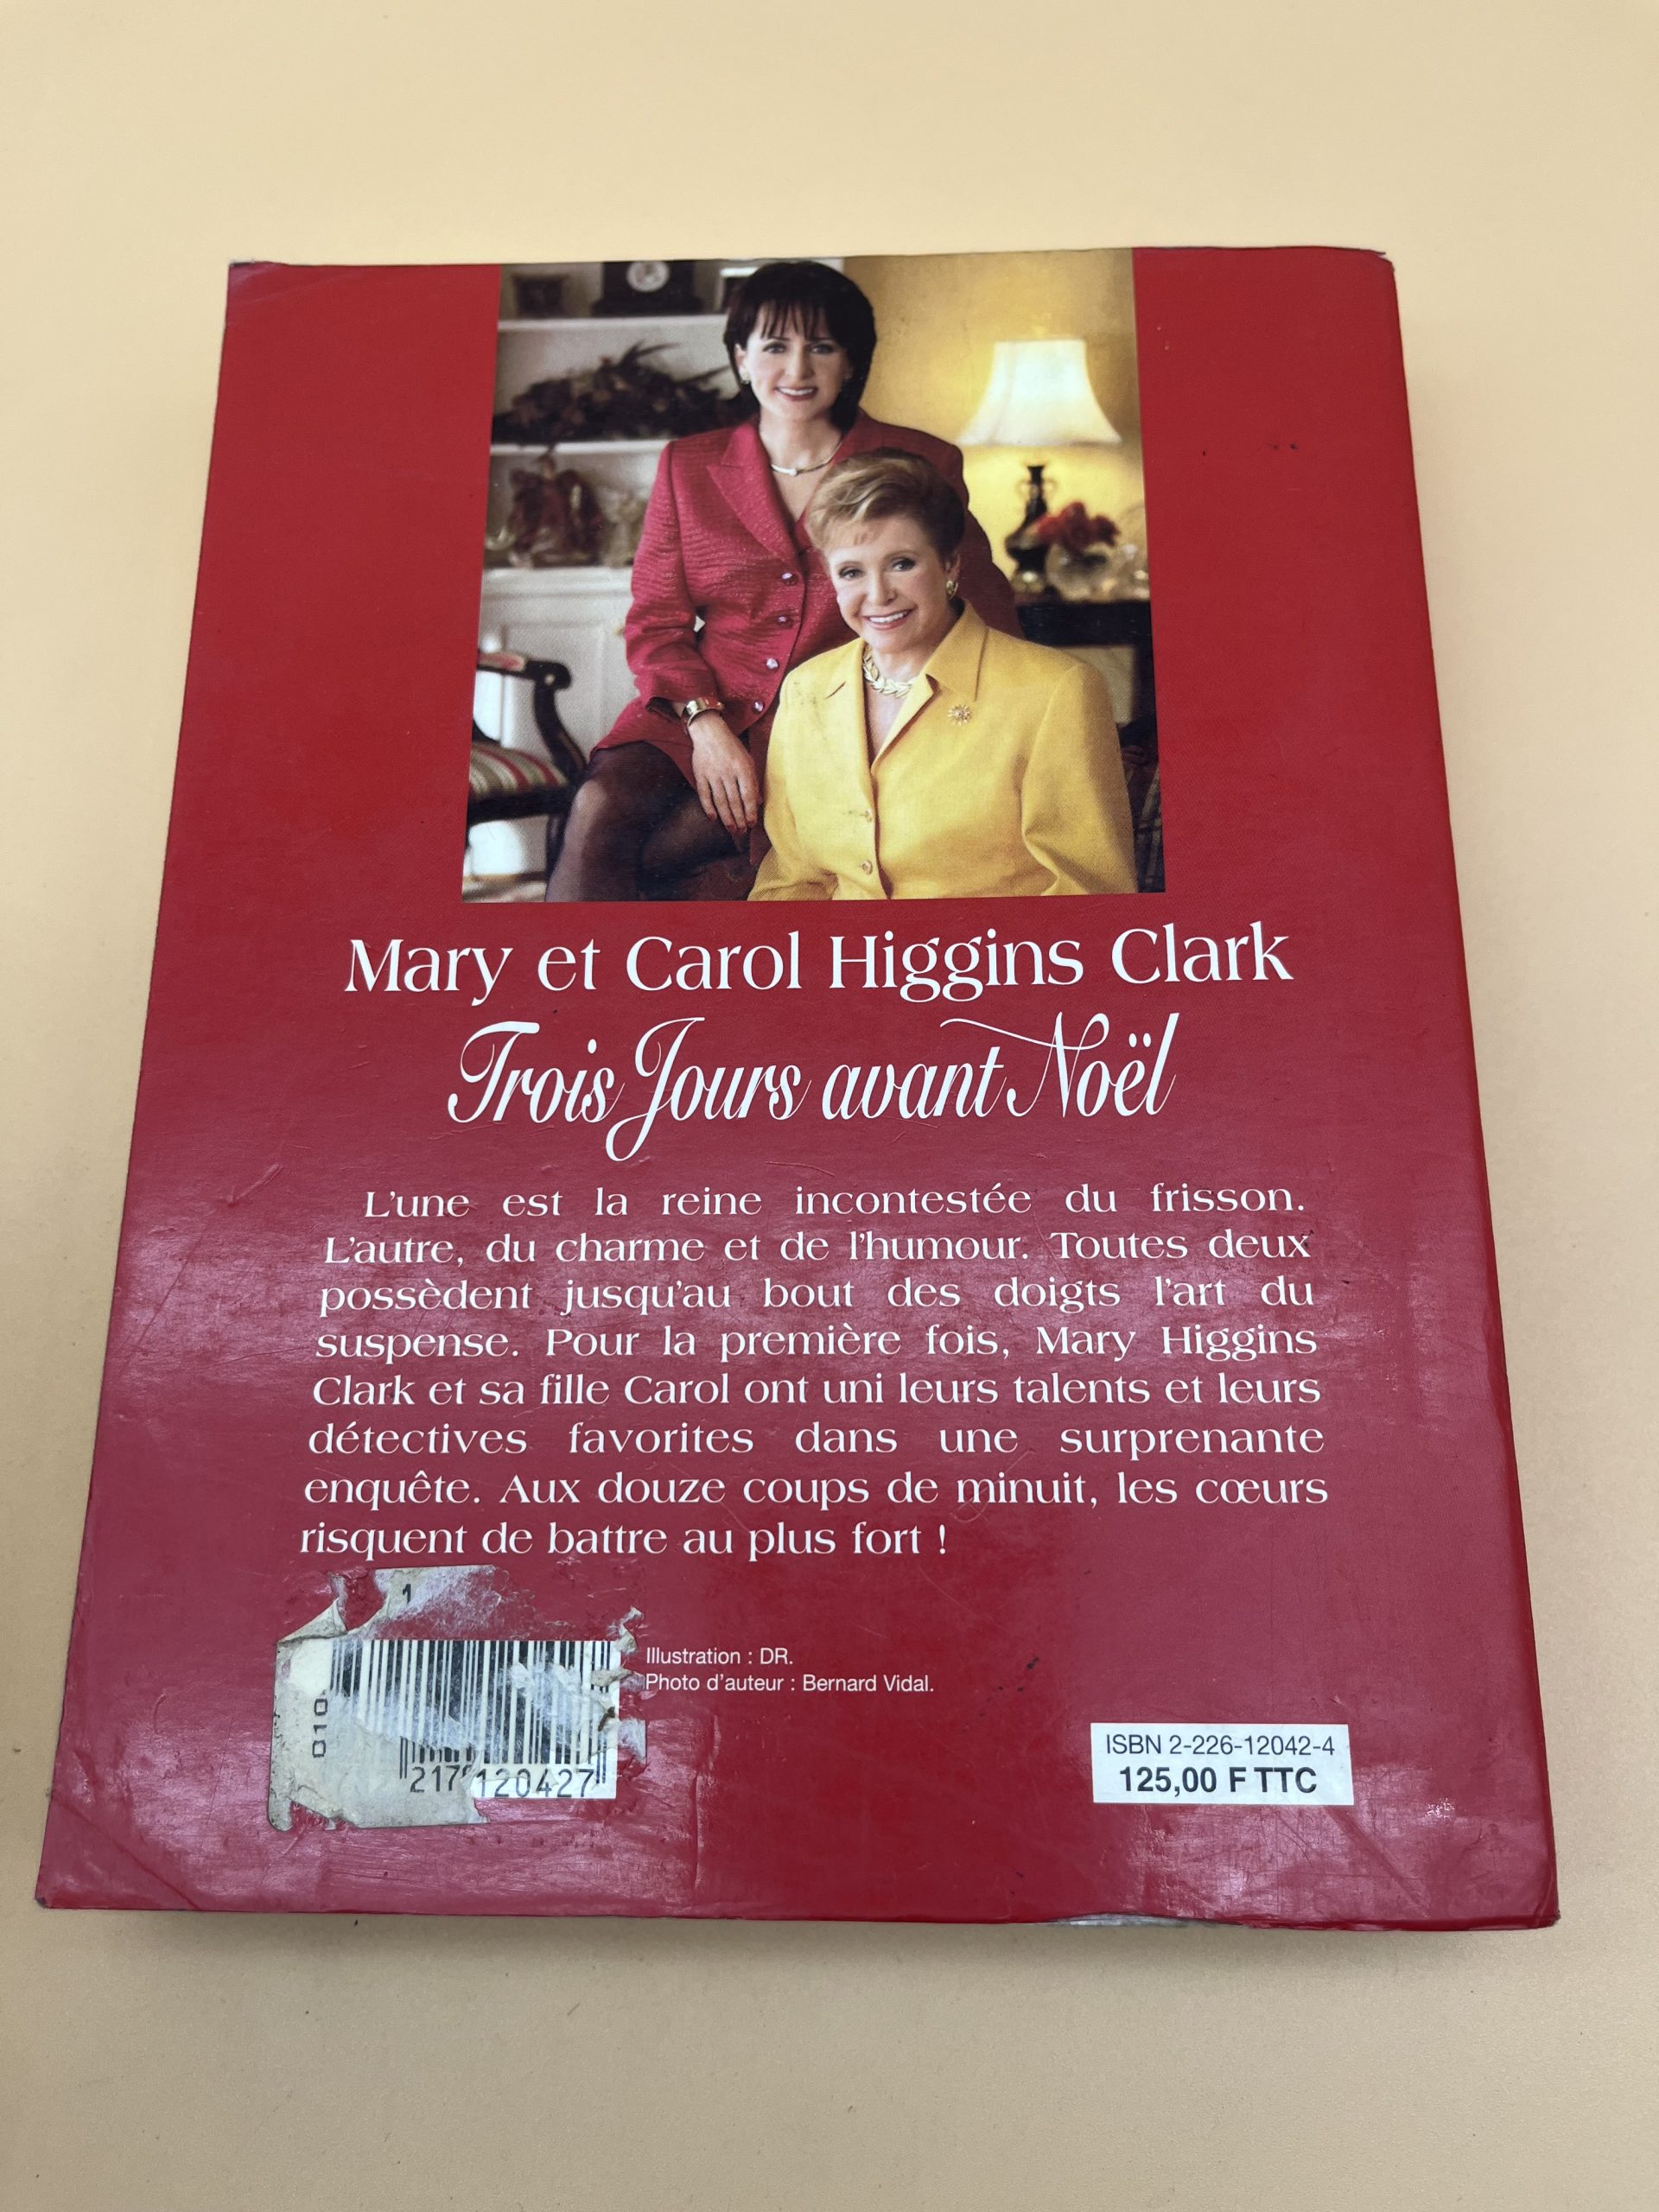 Mary et Carol Higgins Clark
Trois Jours avant Noël
L'une est la reine incontestée du frisson.
L'autre, du charme et de l'humour. Toutes deux
possèdent jusqu'au bout des doigts l'art du
suspense. Pour la première fois, Mary Higgins
Clark et sa fille Carol ont uni leurs talents et leurs
détectives favorites dans une surprenante
enquête. Aux douze coups de minuit, les cœurs
risquent de battre au plus fort !
1
Illustration : DR.
Photo d'auteur : Bernard Vidal.
010
120427
ISBN 2-226-12042-4
125,00 F TTC